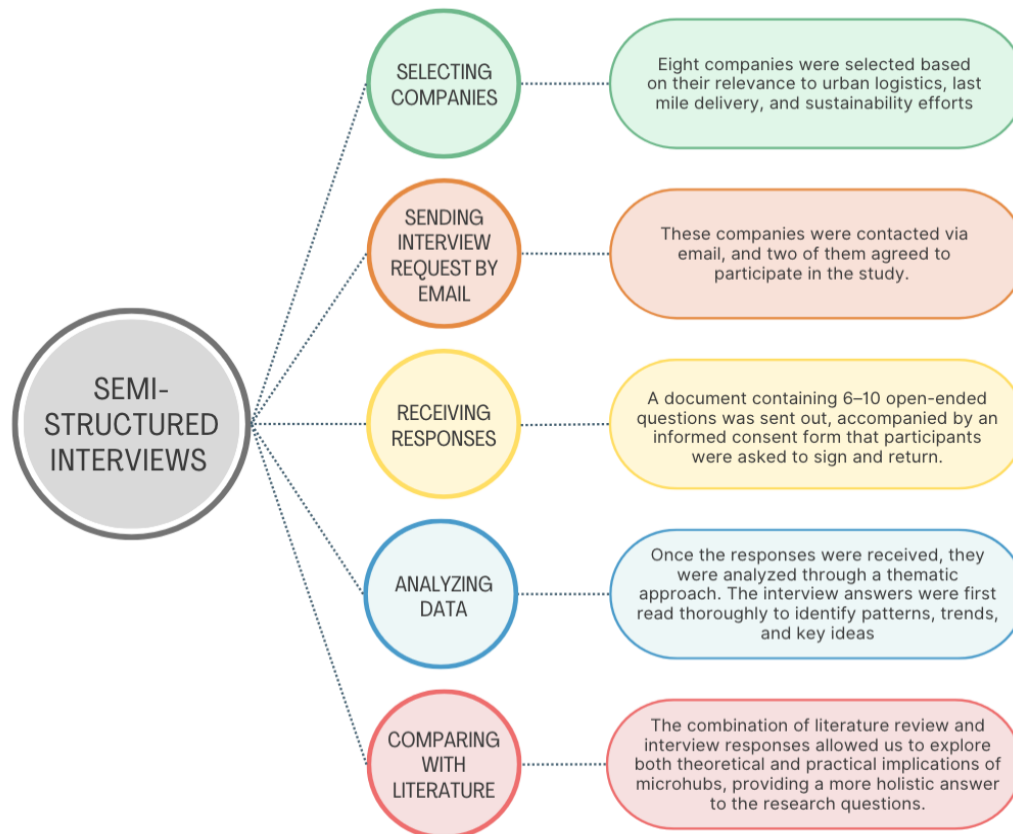 SEMI-
STRUCTURED
INTERVIEWS
SELECTING
COMPANIES
Eight companies were selected based
on their relevance to urban logistics, last
mile delivery, and sustainability efforts
SENDING
INTERVIEW
REQUEST BY
EMAIL
These companies were contacted via
email, and two of them agreed to
participate in the study.
RECEIVING
RESPONSES
A document containing 6–10 open-ended
questions was sent out, accompanied by an
informed consent form that participants
were asked to sign and return.
ANALYZING
DATA
Once the responses were received, they
were analyzed through a thematic
approach. The interview answers were first
read thoroughly to identify patterns, trends,
and key ideas
COMPARING
WITH
LITERATURE
The combination of literature review and
interview responses allowed us to explore
both theoretical and practical implications of
microhubs, providing a more holistic answer
to the research questions.